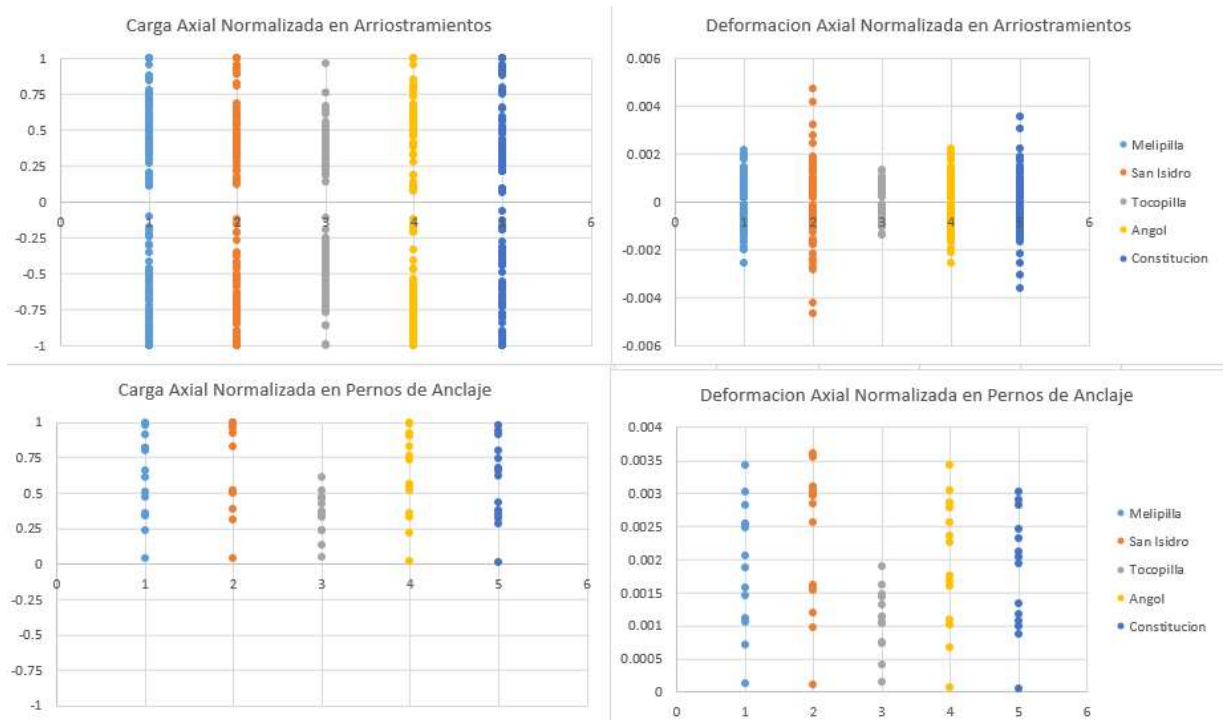 Carga Axial Normalizada en Arriostramientos
1
0.75
0.5
0.25
0
-0.25
-0.5
-0.75
-1
0 1 2 3 4 5 6
Deformacion Axial Normalizada en Arriostramientos
0.006
0.004
0.002
0
-0.002
-0.004
-0.006
0 1 2 3 4 5 6
Melipilla
San Isidro
Tocopilla
Angol
Constitucion
Carga Axial Normalizada en Pernos de Anclaje
1
0.75
0.5
0.25
0
-0.25
-0.5
-0.75
-1
0 1 2 3 4 5 6
Deformacion Axial Normalizada en Pernos de Anclaje
0.004
0.0035
0.003
0.0025
0.002
0.0015
0.001
0.0005
0
0 1 2 3 4 5 6
Melipilla
San Isidro
Tocopilla
Angol
Constitucion